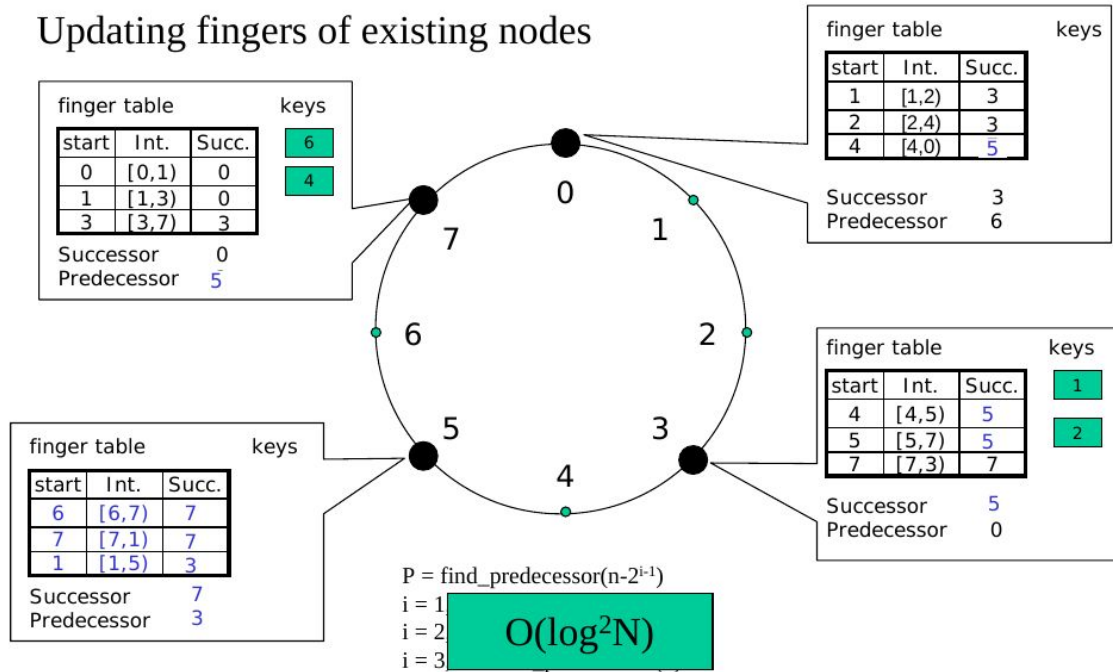 Updating fingers of existing nodes
finger table keys
start Int. Succ.
0 [0,1) 0
1 [1,3) 0
3 [3,7) 3
6
4
Successor 0
Predecessor 5
finger table keys
start Int. Succ.
1 [1,2) 3
2 [2,4) 3
4 [4,0) 5
Successor 3
Predecessor 6
0
1
2
3
4
5
6
7
finger table keys
start Int. Succ.
6 [6,7) 7
7 [7,1) 7
1 [1,5) 3
Successor 7
Predecessor 3
finger table keys
start Int. Succ.
4 [4,5) 5
5 [5,7) 5
7 [7,3) 7
1
2
Successor 5
Predecessor 0
P = find_predecessor(n-2^i-1)
i = 1
i = 2
i = 3
O(log²N)